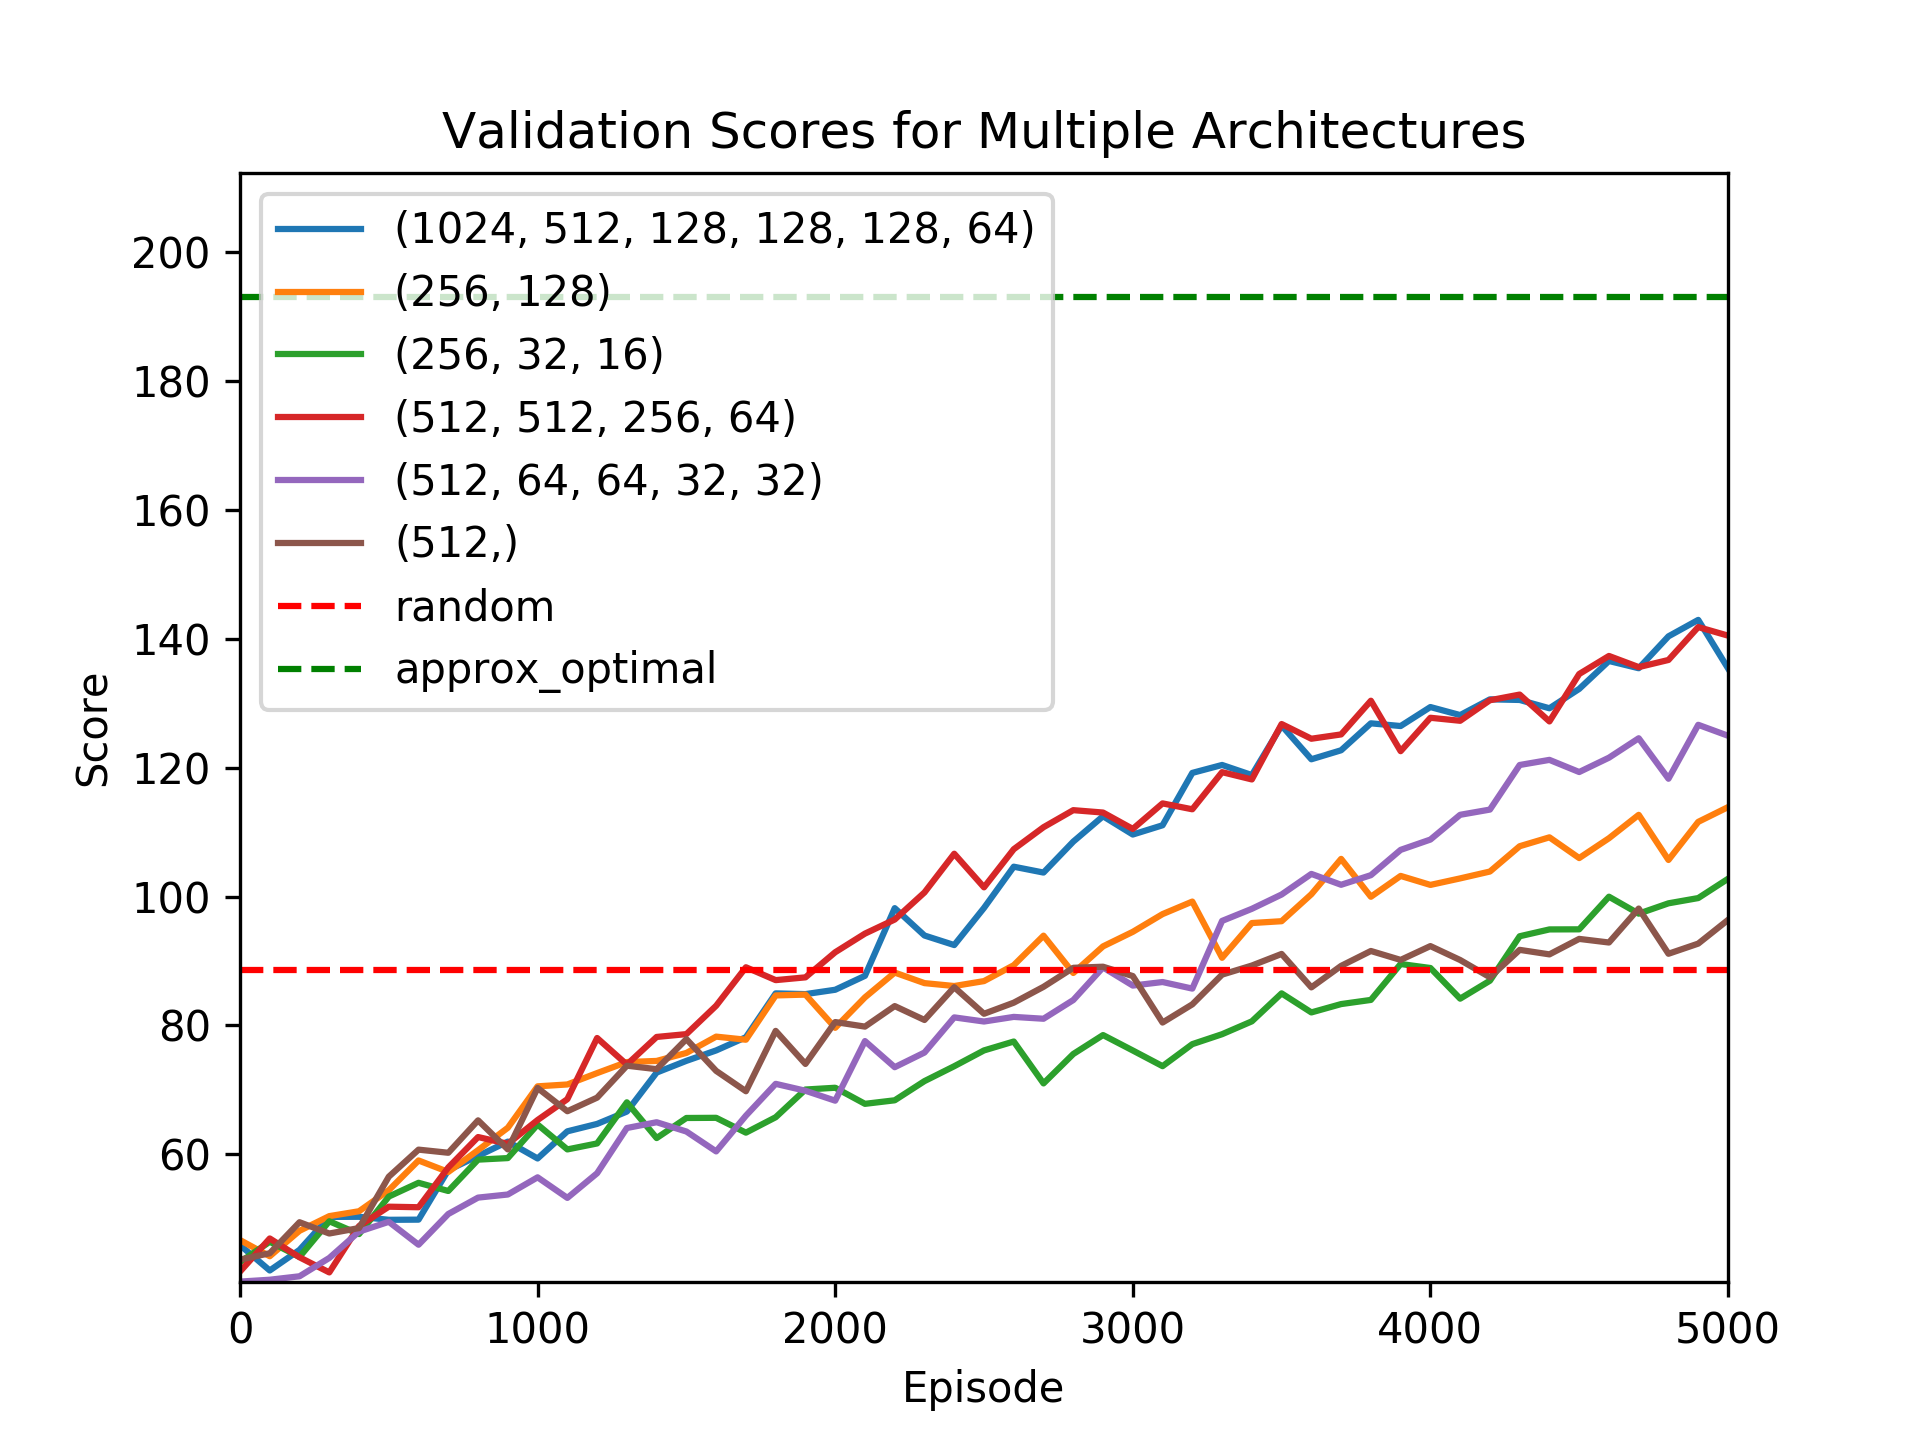 Validation Scores for Multiple Architectures
(1024, 512, 128, 128, 128, 64)
(256, 128)
(256, 32, 16)
(512, 512, 256, 64)
(512, 64, 64, 32, 32)
(512,)
random
approx_optimal
200
180
160
140
120
100
80
60
Score
0 1000 2000 3000 4000 5000
Episode